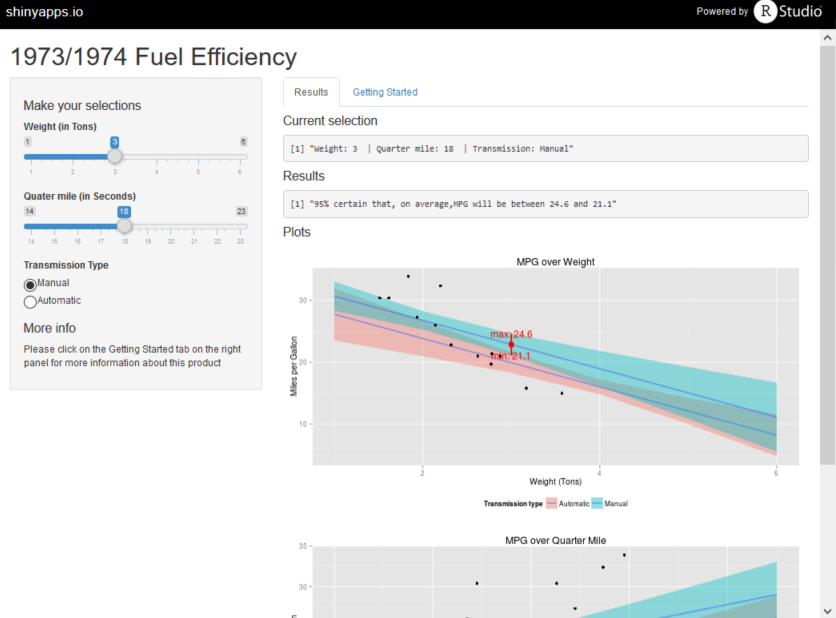 shinyapps.io
Powered by R Studio
1973/1974 Fuel Efficiency
Make your selections
Weight (in Tons)
1 3 6
1 2 3 4 5 6
Quater mile (in Seconds)
14 18 23
14 15 16 17 18 19 20 21 22 23
Transmission Type
Manual
Automatic
More info
Please click on the Getting Started tab on the right
panel for more information about this product
Results Getting Started
Current selection
[1] "Weight: 3 | Quarter mile: 18 | Transmission: Manual"
Results
[1] "95% certain that, on average,MPG will be between 24.6 and 21.1"
Plots
MPG over Weight
Miles per Gallon
30
20
10
max: 24.6
min: 21.1
2 4 6
Weight (Tons)
Transmission type Automatic Manual
MPG over Quarter Mile
35
30